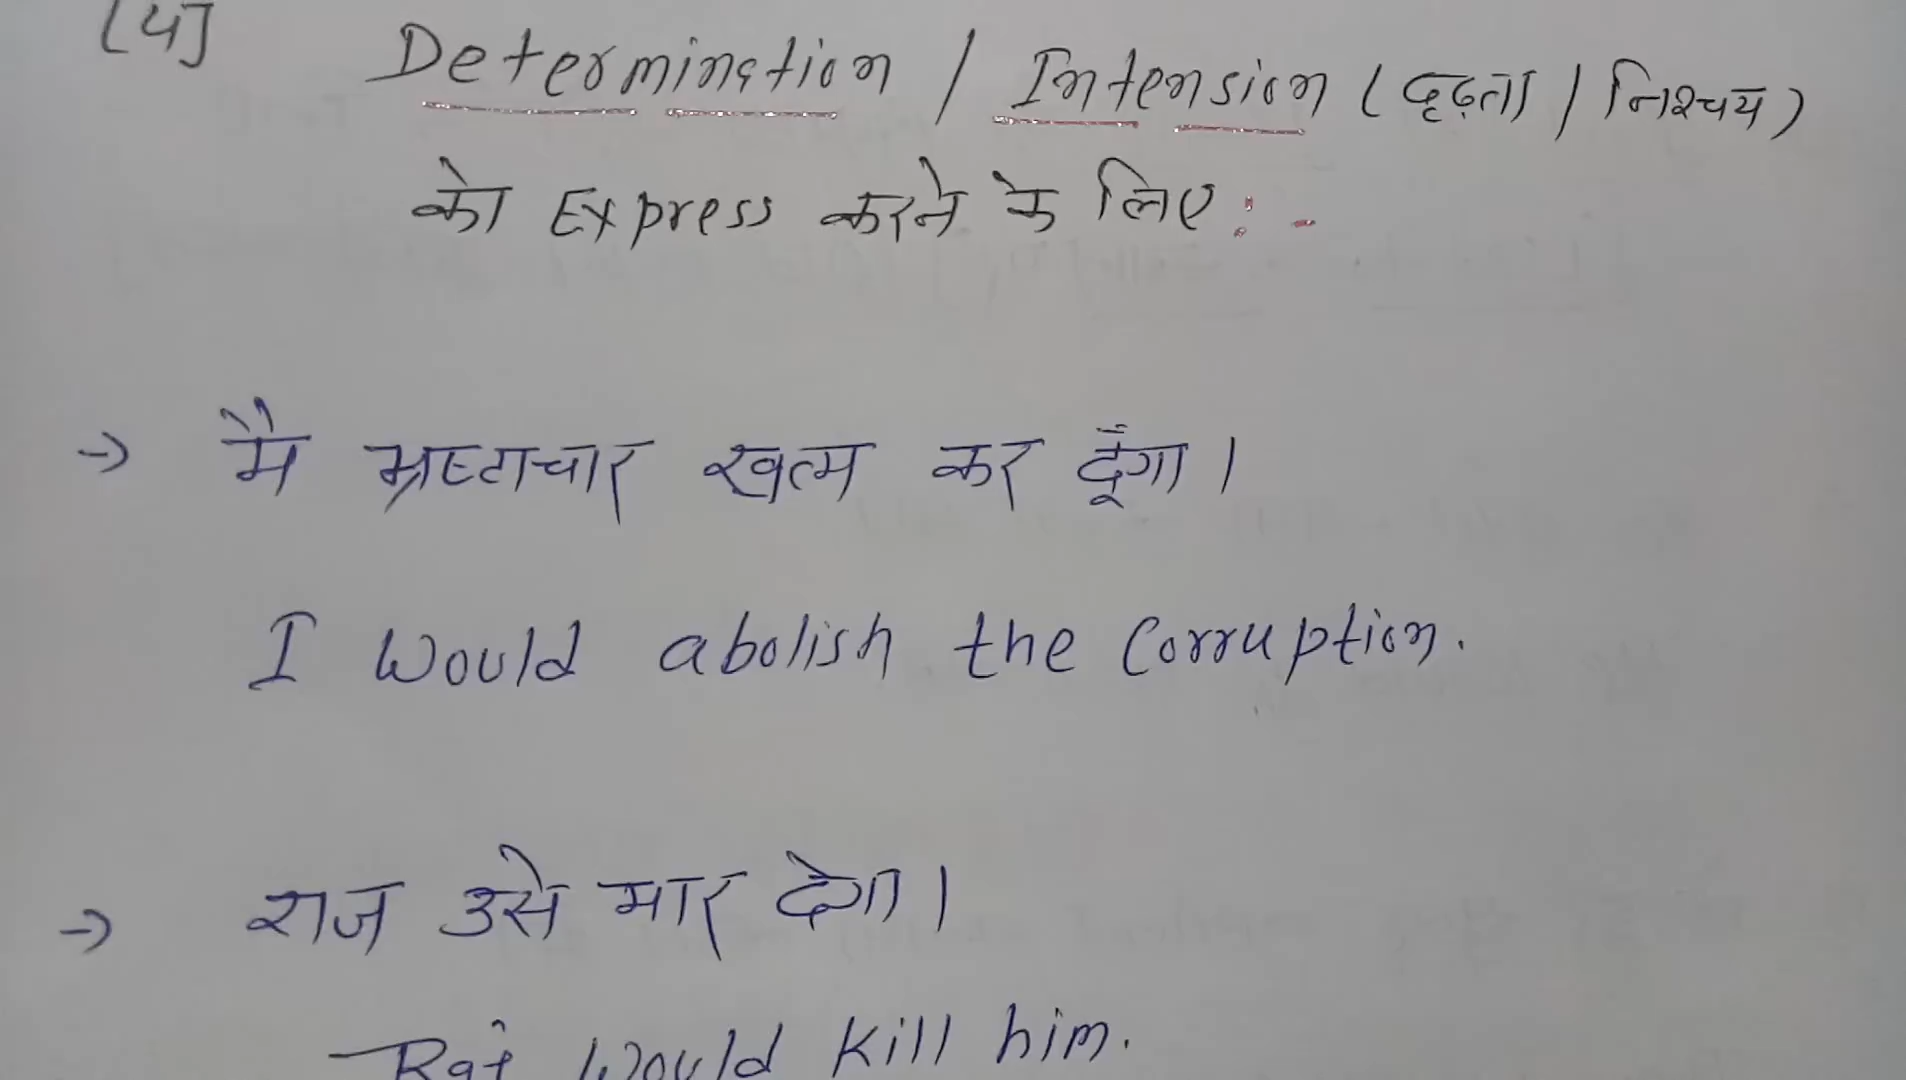 [4] Determination / Intension (दृढ़ता / निश्चय)
को Express करने के लिए :-
→ मै भ्रष्टाचार खत्म कर दूँगा ।
I would abolish the corruption.
→ राज उसे मार देगा ।
Raj would kill him.